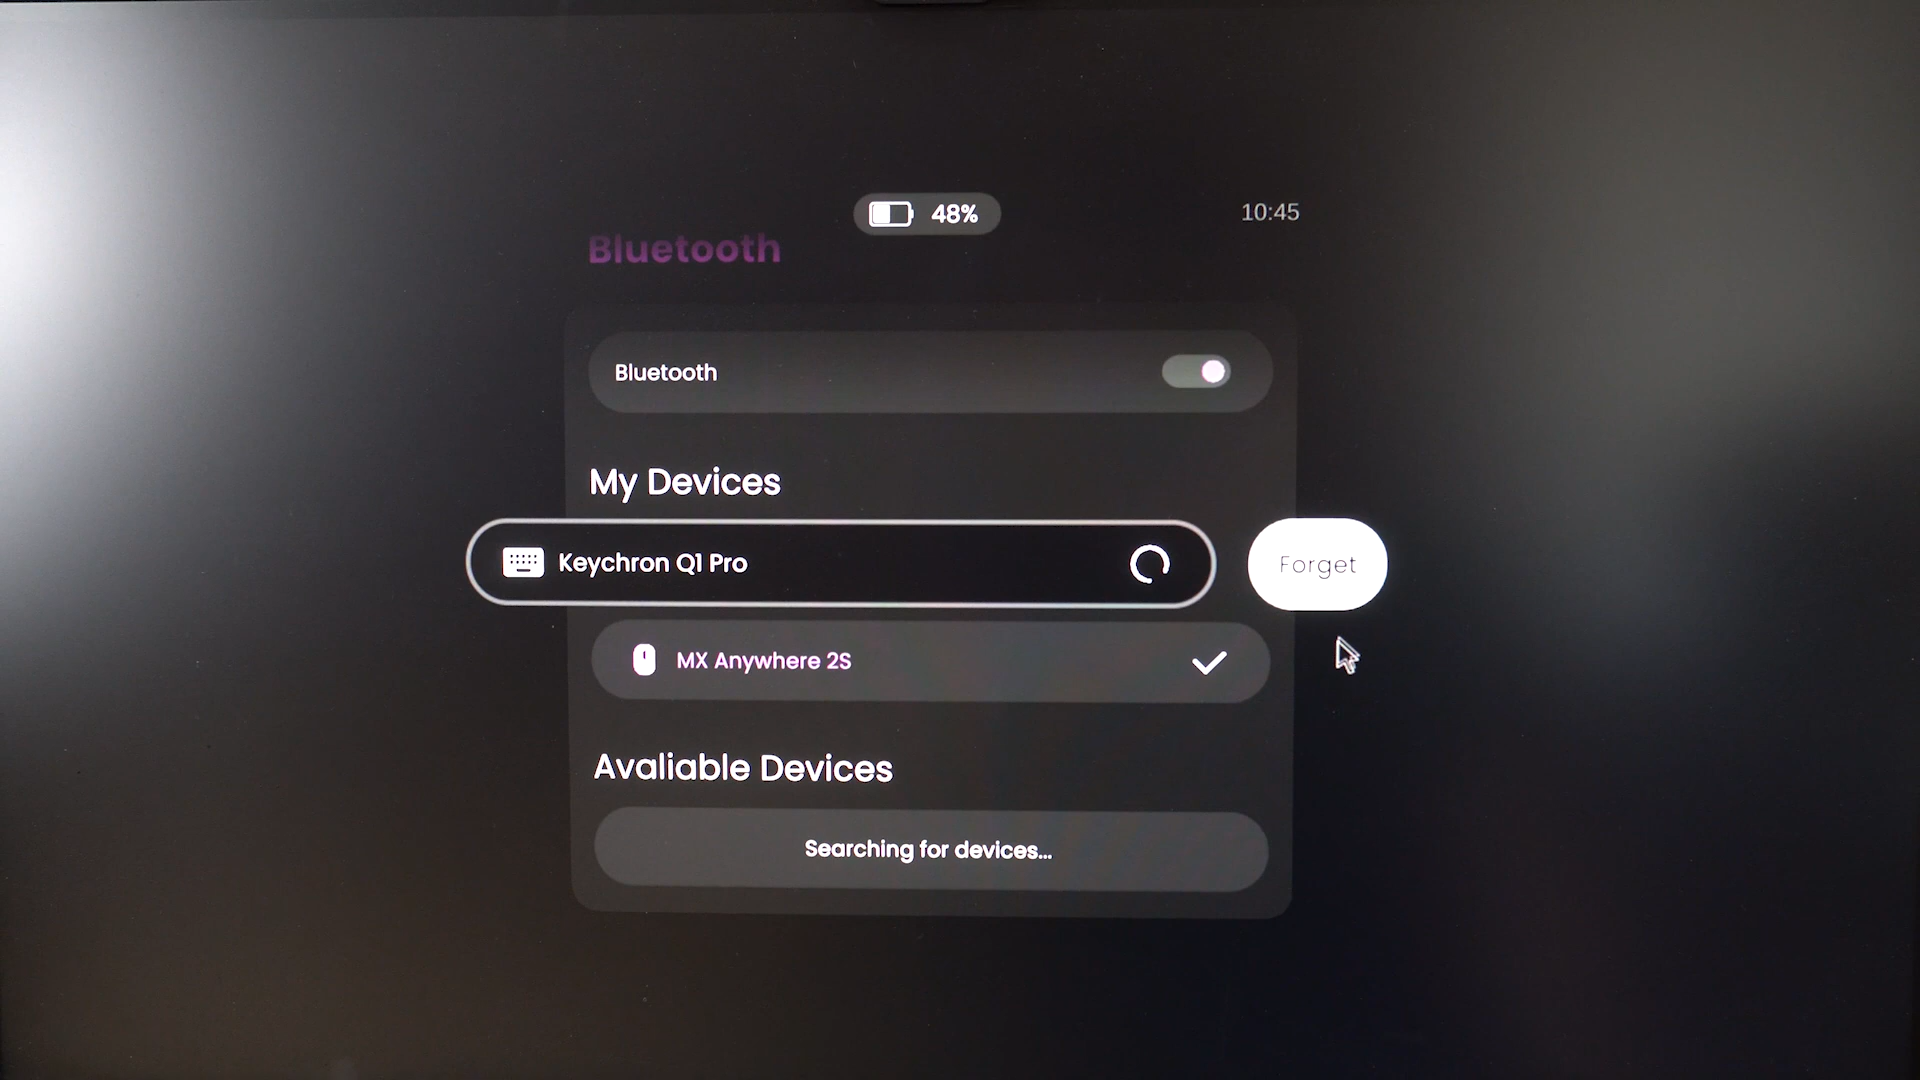 48%
10:45
Bluetooth
Bluetooth
My Devices
Keychron Q1 Pro
Forget
MX Anywhere 2S
Avaliable Devices
Searching for devices...